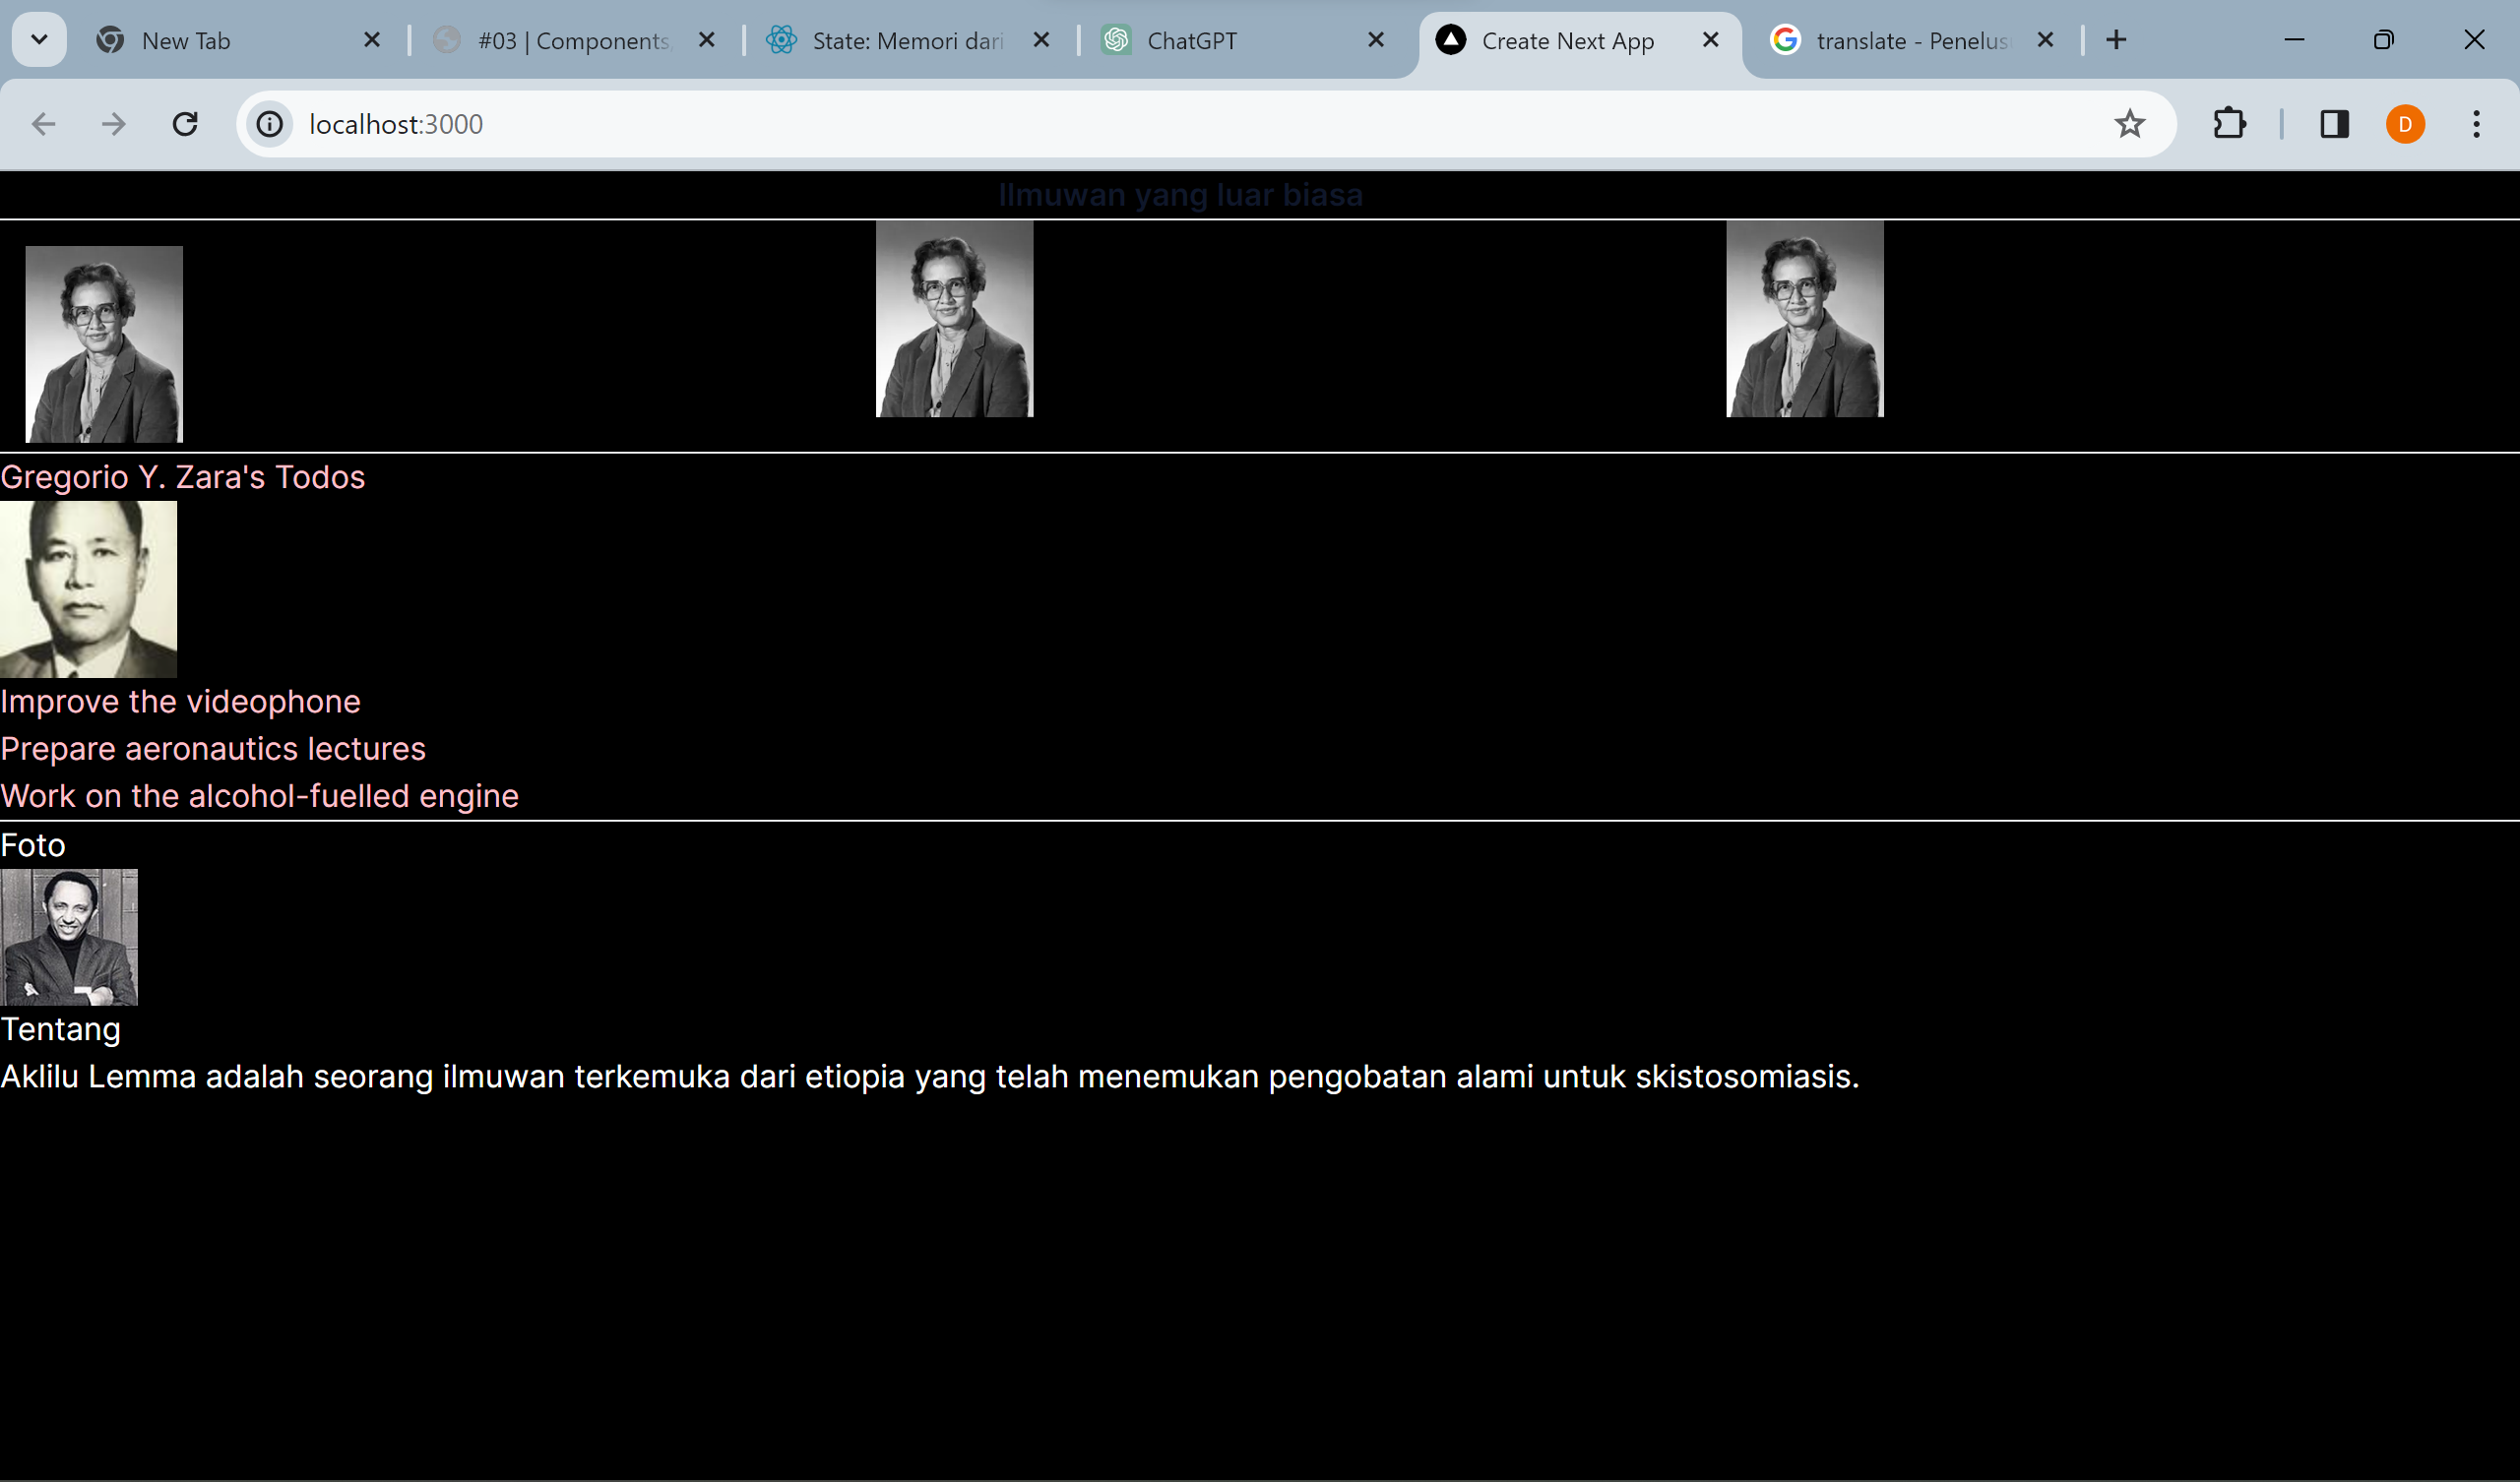 New Tab
#03 | Components,
State: Memori dari
ChatGPT
Create Next App
translate - Penelus
localhost:3000
D
Ilmuwan yang luar biasa
Gregorio Y. Zara's Todos
Improve the videophone
Prepare aeronautics lectures
Work on the alcohol-fuelled engine
Foto
Tentang
Aklilu Lemma adalah seorang ilmuwan terkemuka dari etiopia yang telah menemukan pengobatan alami untuk skistosomiasis.